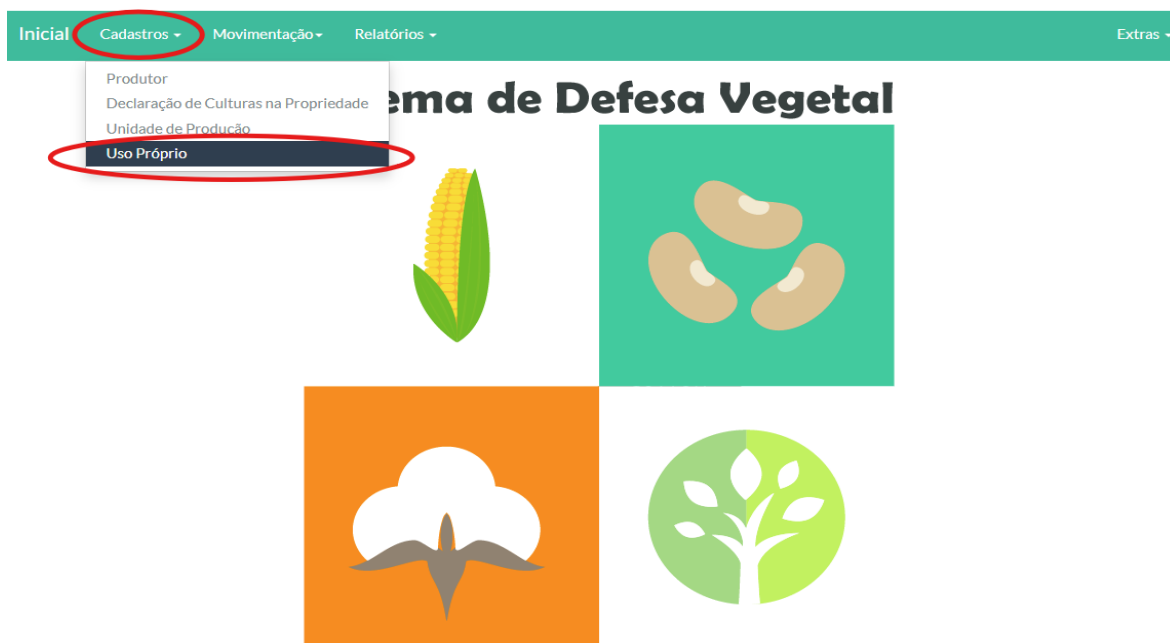 Inicial Cadastros Movimentação Relatórios Extras
Produtor
Declaração de Culturas na Propriedade
Unidade de Produção
Uso Próprio
ema de Defesa Vegetal